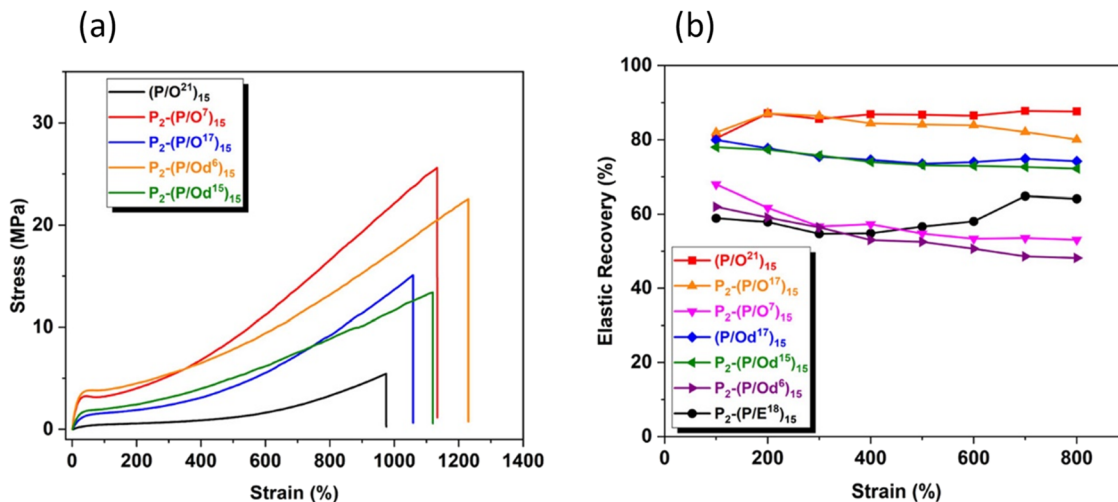 (a)
Stress (MPa)
30
20
10
0
(P/O²¹)₁₅
P₂-(P/O⁷)₁₅
P₂-(P/O¹⁷)₁₅
P₂-(P/Od⁶)₁₅
P₂-(P/Od¹⁵)₁₅
0 200 400 600 800 1000 1200 1400
Strain (%)
(b)
Elastic Recovery (%)
100
80
60
40
20
0
(P/O²¹)₁₅
P₂-(P/O¹⁷)₁₅
P₂-(P/O⁷)₁₅
(P/Od¹⁷)₁₅
P₂-(P/Od¹⁵)₁₅
P₂-(P/Od⁶)₁₅
P₂-(P/E¹⁸)₁₅
200 400 600 800
Strain (%)